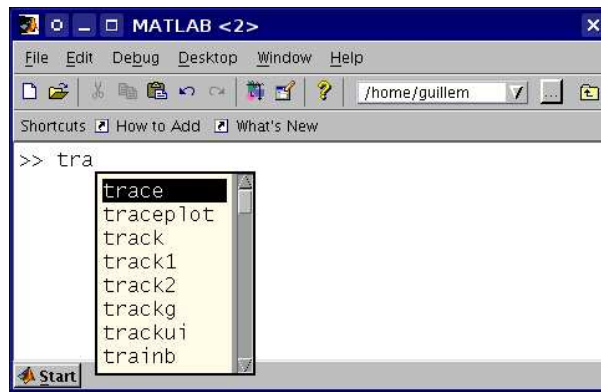 MATLAB <2>
File Edit Debug Desktop Window Help
/home/guillem ...
Shortcuts How to Add What's New
>> tra
trace
traceplot
track
track1
track2
trackg
trackui
trainb
Start